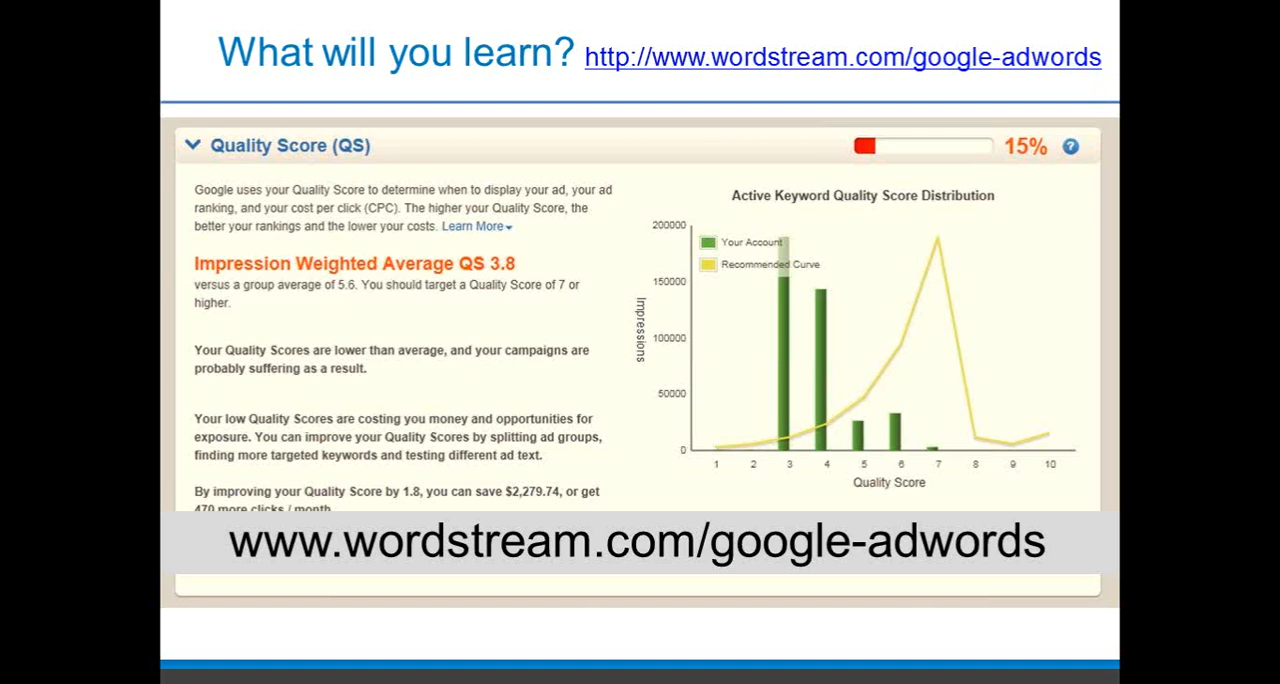 What will you learn? http://www.wordstream.com/google-adwords
Quality Score (QS)
15% ?
Google uses your Quality Score to determine when to display your ad, your ad
ranking, and your cost per click (CPC). The higher your Quality Score, the
better your rankings and the lower your costs. Learn More
Impression Weighted Average QS 3.8
versus a group average of 5.6. You should target a Quality Score of 7 or
higher.
Your Quality Scores are lower than average, and your campaigns are
probably suffering as a result.
Your low Quality Scores are costing you money and opportunities for
exposure. You can improve your Quality Scores by splitting ad groups,
finding more targeted keywords and testing different ad text.
By improving your Quality Score by 1.8, you can save $2,279.74, or get
470 more clicks / month
Active Keyword Quality Score Distribution
Your Account
Recommended Curve
Impressions
200000
150000
100000
50000
0
1 2 3 4 5 6 7 8 9 10
Quality Score
www.wordstream.com/google-adwords